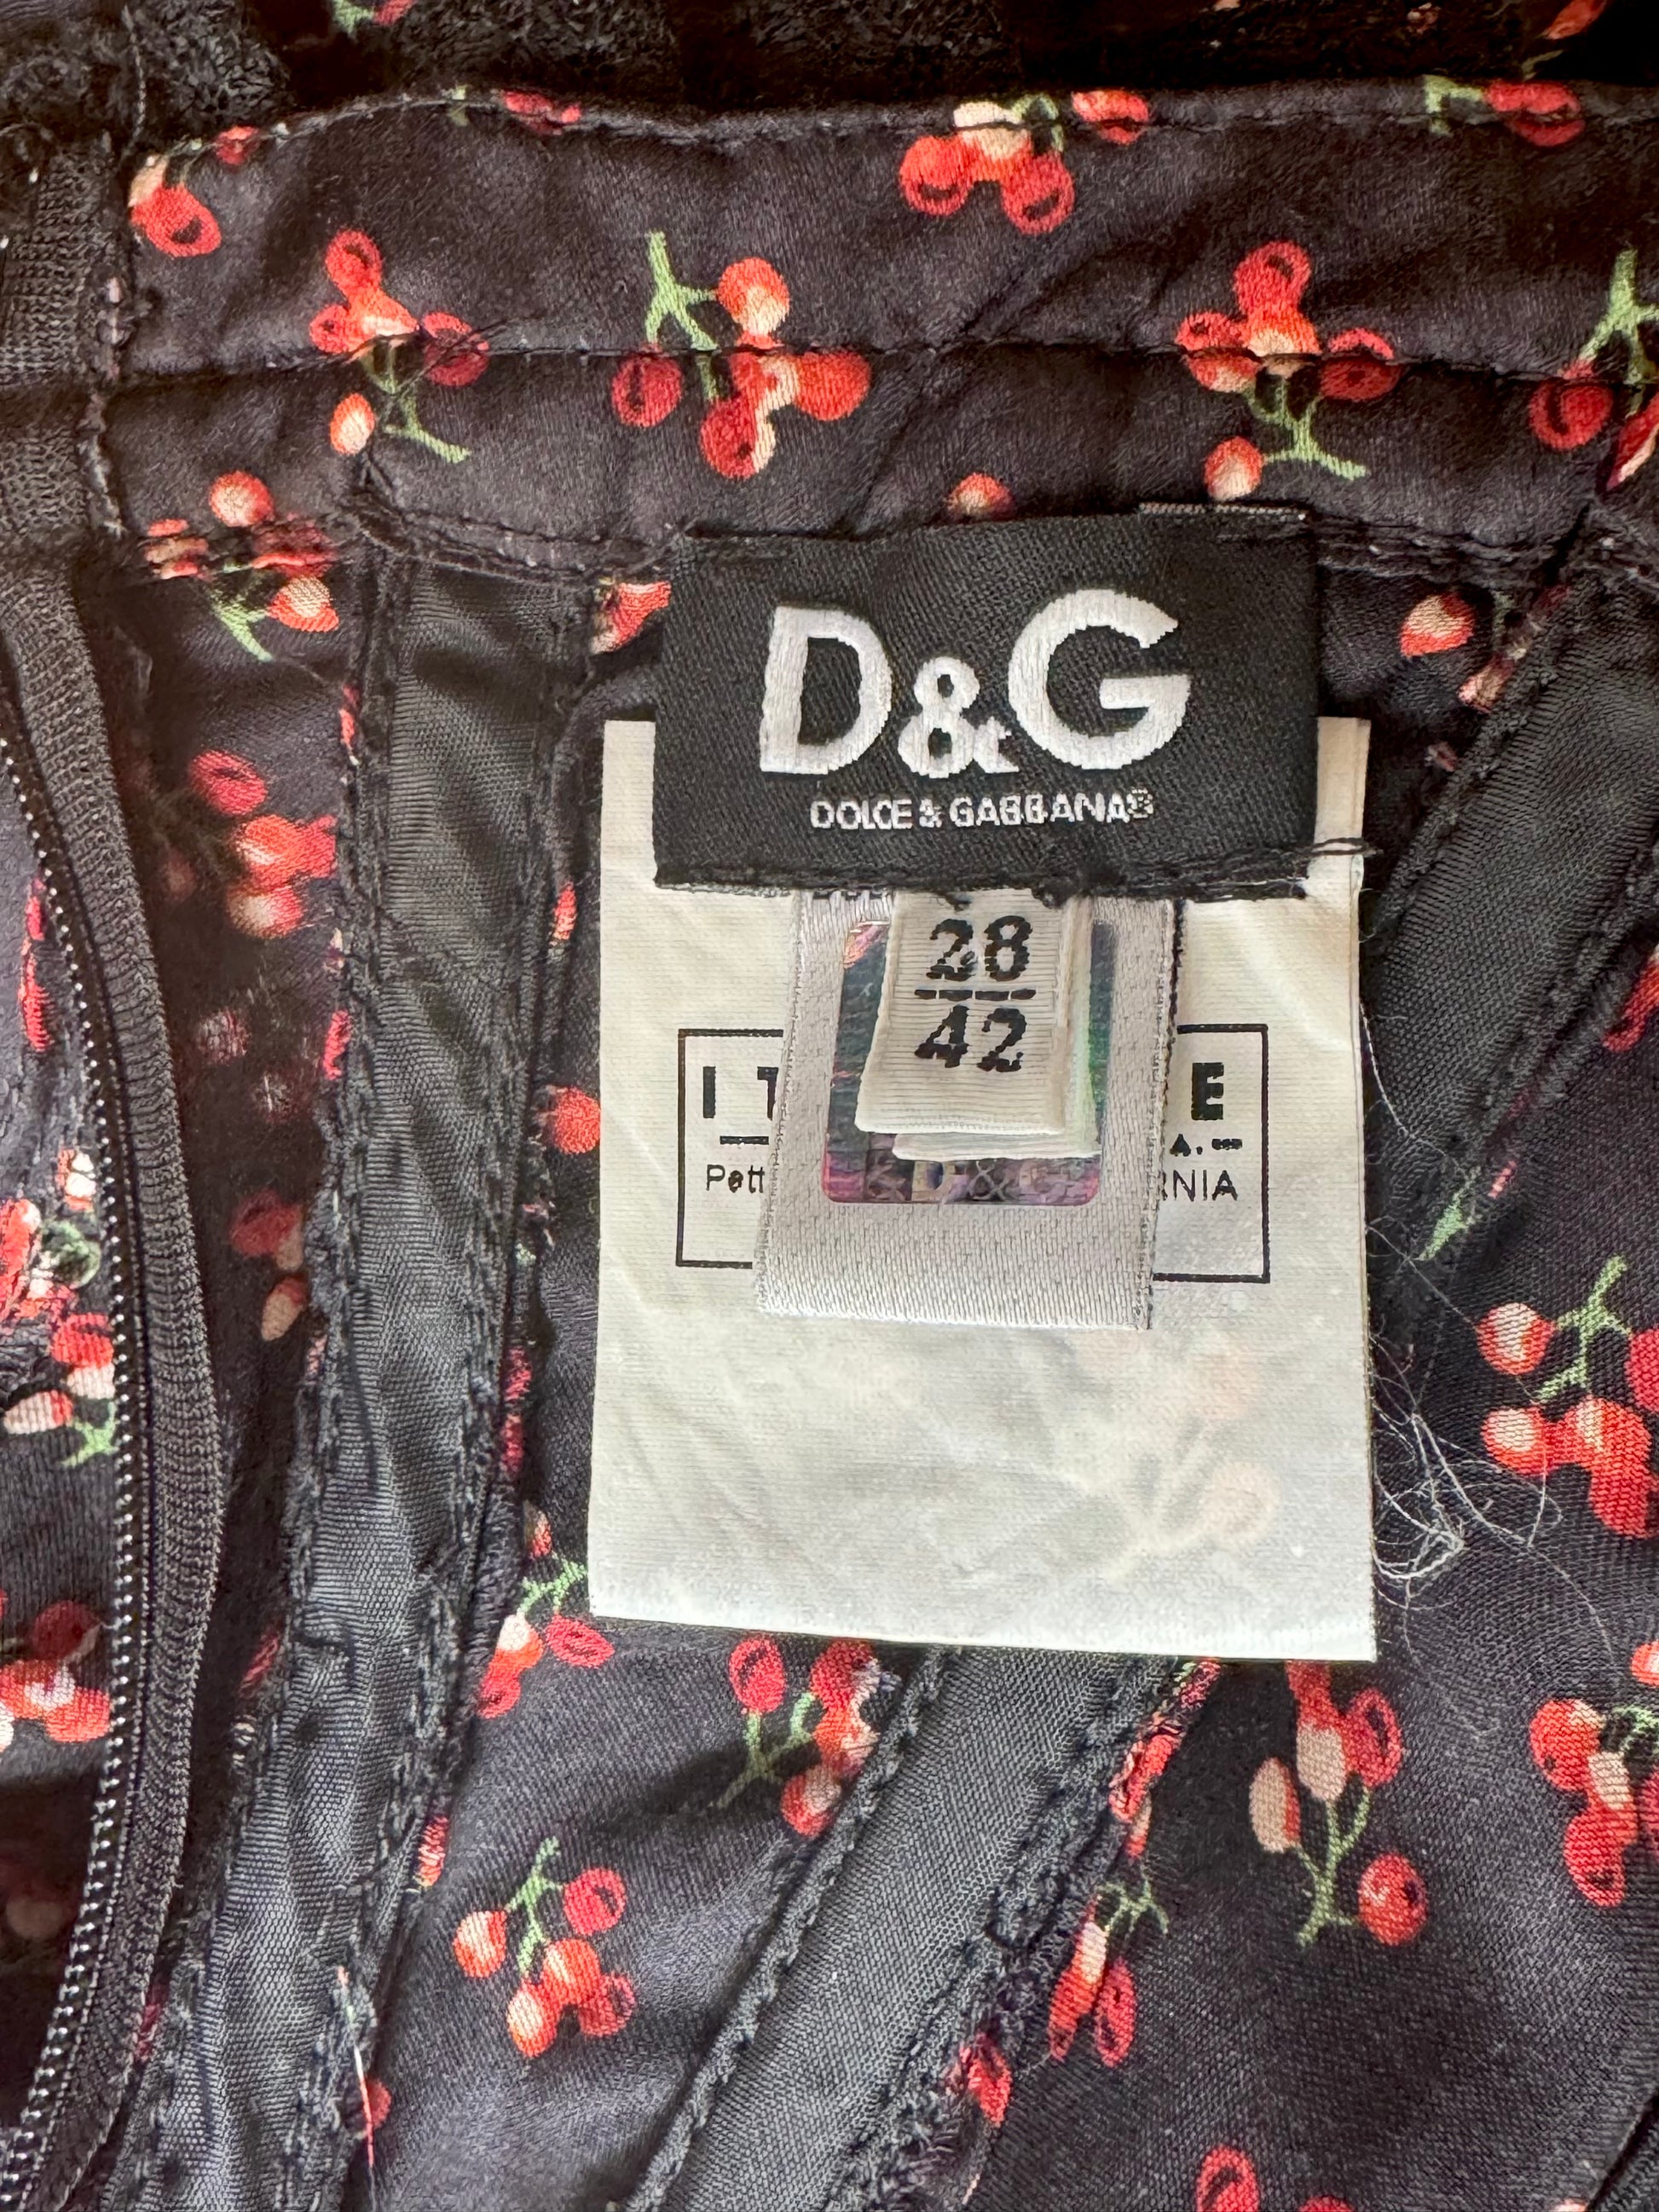 D&G
DOLCE & GABBANA®
28
42
I T E
A.
Pett RNIA
D&G